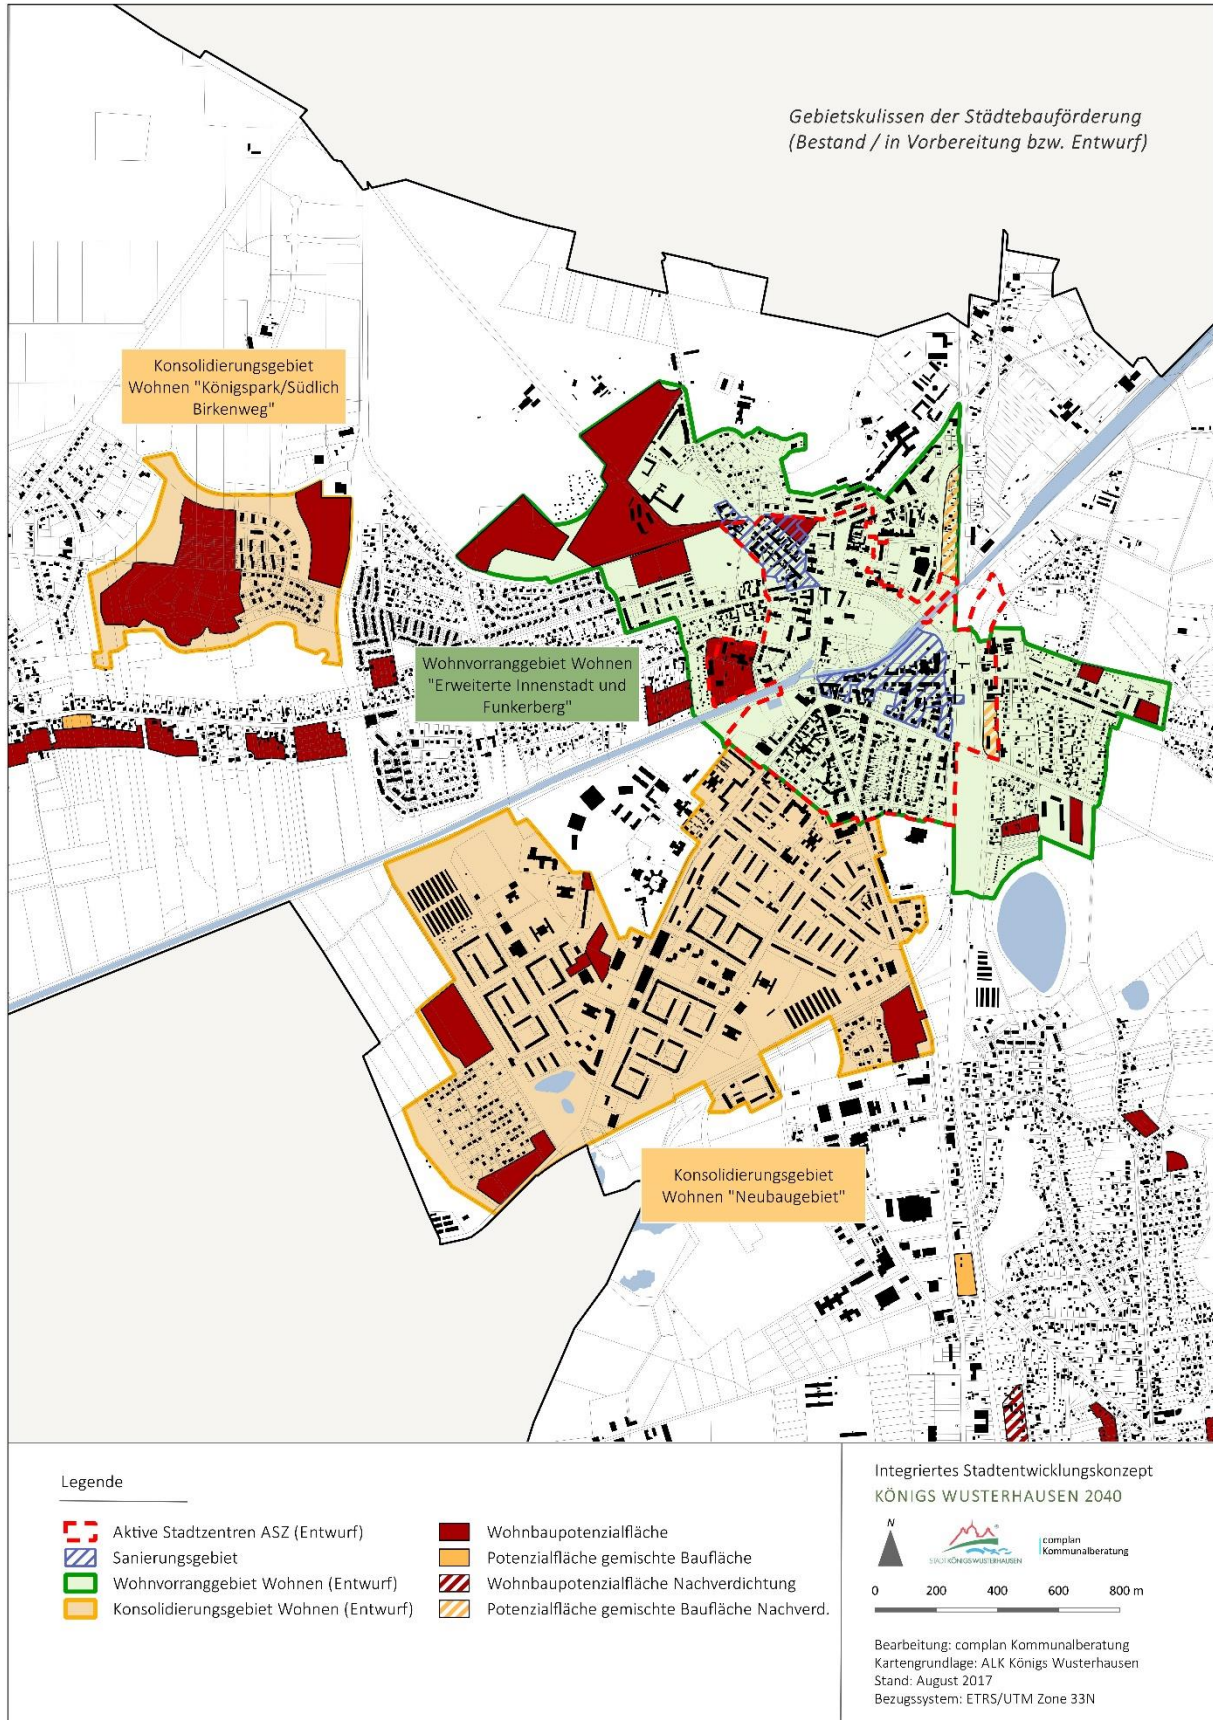 Gebietskulissen der Städtebauförderung
(Bestand / in Vorbereitung bzw. Entwurf)
Konsolidierungsgebiet
Wohnen "Königspark/Südlich
Birkenweg"
Wohnvorranggebiet Wohnen
"Erweiterte Innenstadt und
Funkerberg"
Konsolidierungsgebiet
Wohnen "Neubaugebiet"
Legende
Aktive Stadtzentren ASZ (Entwurf)
Sanierungsgebiet
Wohnvorranggebiet Wohnen (Entwurf)
Konsolidierungsgebiet Wohnen (Entwurf)
Wohnbaupotenzialfläche
Potenzialfläche gemischte Baufläche
Wohnbaupotenzialfläche Nachverdichtung
Potenzialfläche gemischte Baufläche Nachverd.
Integriertes Stadtentwicklungskonzept
KÖNIGS WUSTERHAUSEN 2040
N
STADT KÖNIGS WUSTERHAUSEN
complan
Kommunalberatung
0 200 400 600 800 m
Bearbeitung: complan Kommunalberatung
Kartengrundlage: ALK Königs Wusterhausen
Stand: August 2017
Bezugssystem: ETRS/UTM Zone 33N